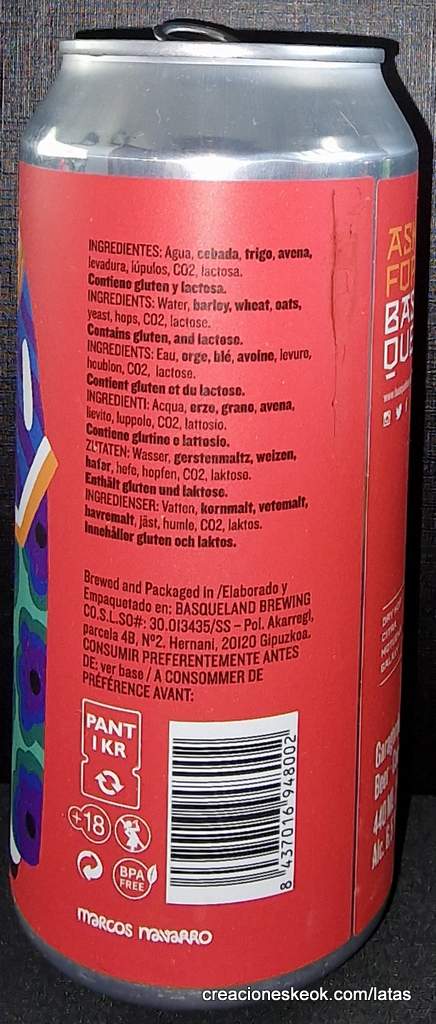 INGREDIENTES: Agua, cebada, trigo, avena,
levadura, lúpulos, CO2, lactosa.
Contiene gluten y lactosa.
INGREDIENTS: Water, barley, wheat, oats,
yeast, hops, CO2, lactose.
Contains gluten, and lactose.
INGREDIENTS: Eau, orge, blé, avoine, levure,
houblon, CO2, lactose.
Contient gluten et du lactose.
INGREDIENTI: Acqua, erzo, grano, avena,
lievito, luppolo, CO2, lattosio.
Contiene glutine o lattosio.
ZUTATEN: Wasser, gerstenmaltz, weizen,
hafer, hefe, hopfen, CO2, laktose.
Enthält gluten und laktose.
INGREDIENSER: Vatten, kornmalt, vetemalt,
havremalt, jäst, humle, CO2, laktos.
Innehåller gluten och laktos.
Brewed and Packaged in /Elaborado y
Empaquetado en: BASQUELAND BREWING
CO.S.L.SO#: 30.013435/SS – Pol. Akarregi,
parcela 4B, Nº2. Hernani, 20120 Gipuzkoa.
CONSUMIR PREFERENTEMENTE ANTES
DE: ver base / A CONSOMMER DE
PRÉFÉRENCE AVANT:
PANT
1 KR
+18
BPA
FREE
8 437016 948002
marcos navarro
AS
FO
BAS
QUE
creacioneskeok.com/latas